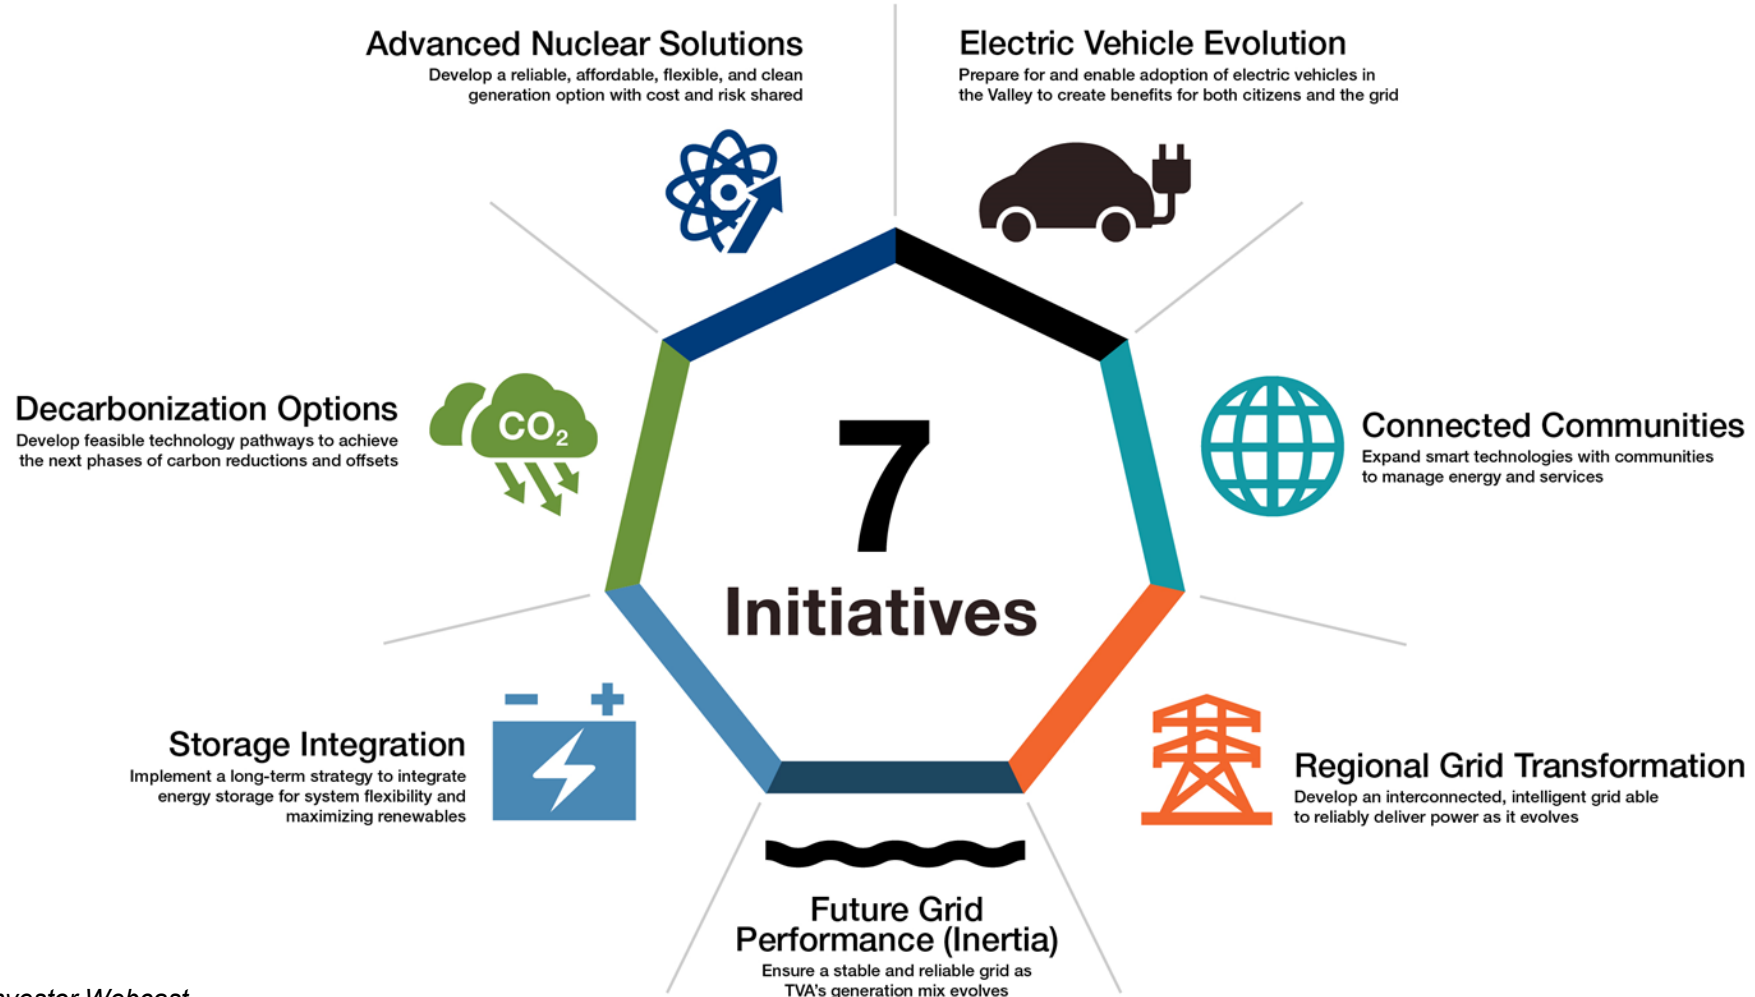 Advanced Nuclear Solutions
Develop a reliable, affordable, flexible, and clean
generation option with cost and risk shared
Electric Vehicle Evolution
Prepare for and enable adoption of electric vehicles in
the Valley to create benefits for both citizens and the grid
Decarbonization Options
Develop feasible technology pathways to achieve
the next phases of carbon reductions and offsets
CO2
7
Initiatives
Connected Communities
Expand smart technologies with communities
to manage energy and services
Storage Integration
Implement a long-term strategy to integrate
energy storage for system flexibility and
maximizing renewables
Regional Grid Transformation
Develop an interconnected, intelligent grid able
to reliably deliver power as it evolves
Future Grid
Performance (Inertia)
Ensure a stable and reliable grid as
TVA's generation mix evolves
Webcast